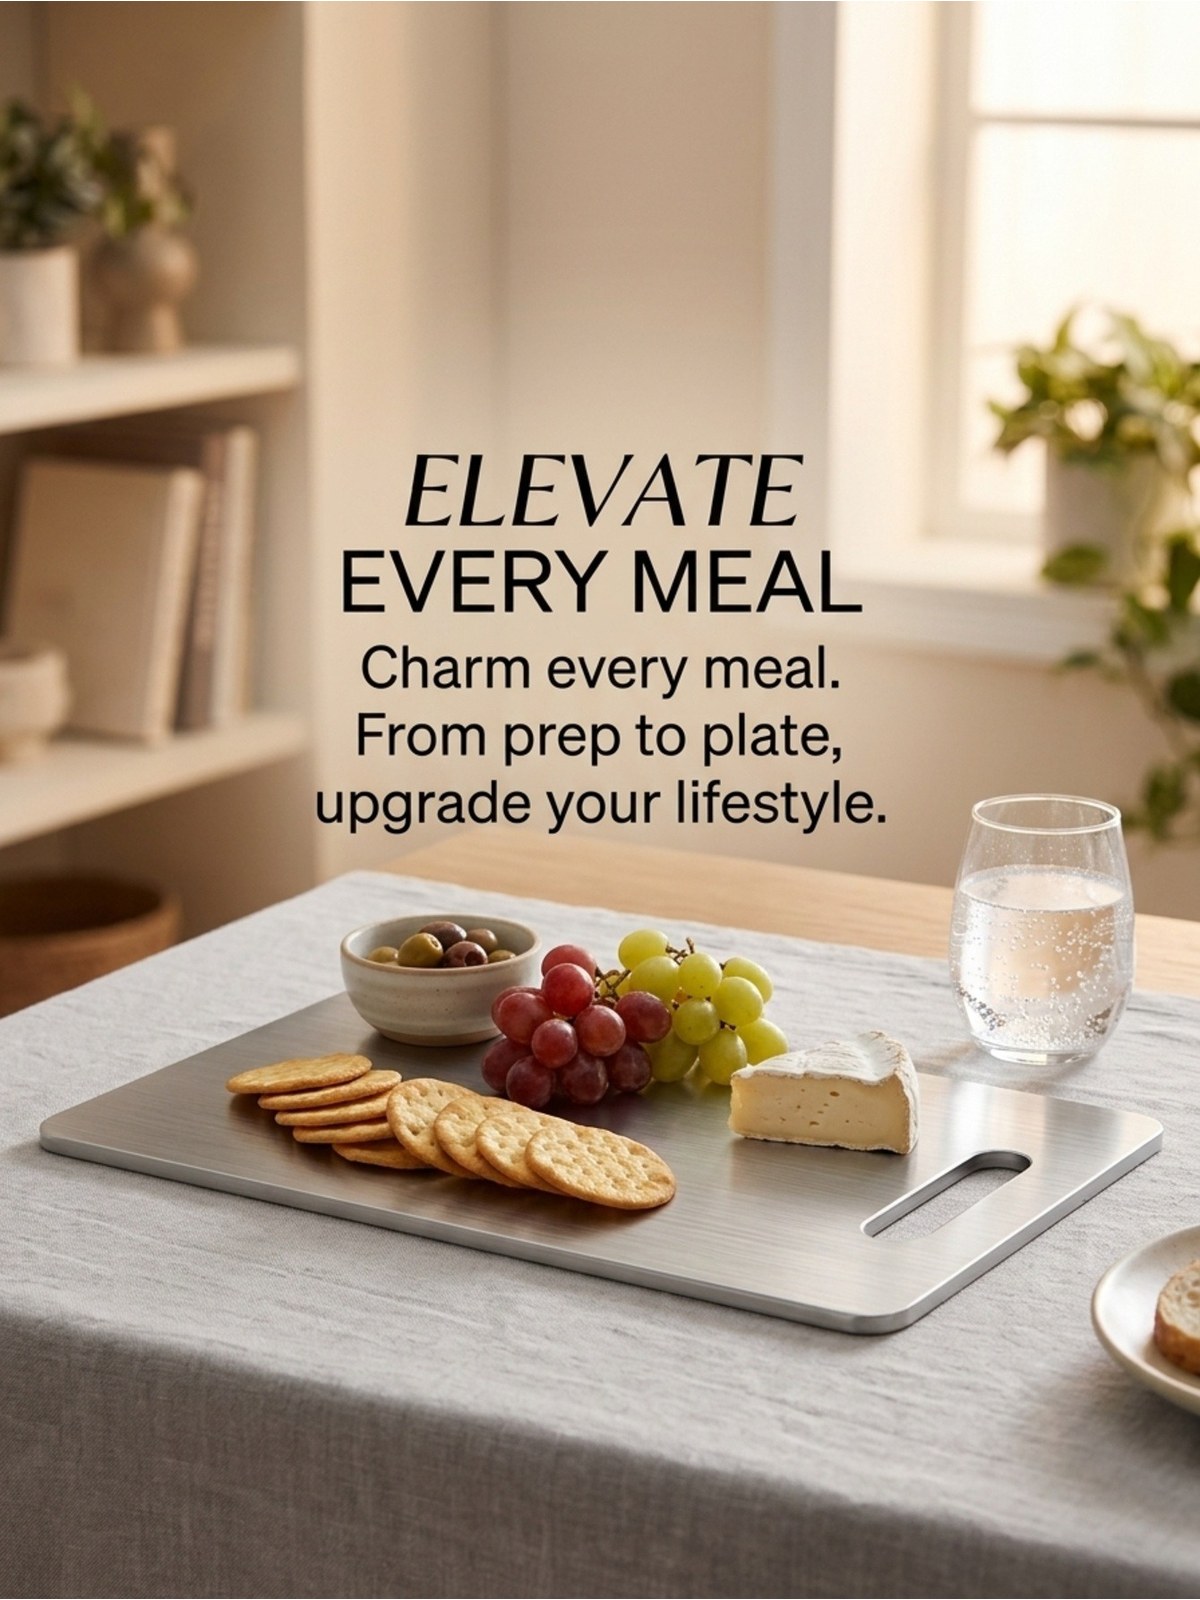 ELEVATE
EVERY MEAL
Charm every meal.
From prep to plate,
upgrade your lifestyle.